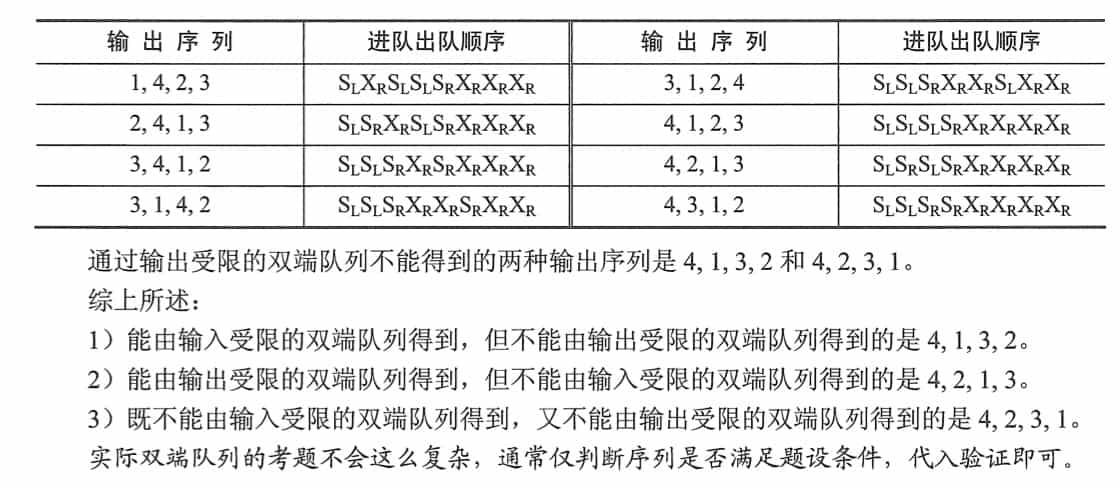 输出序列 进队出队顺序 输出序列 进队出队顺序
1, 4, 2, 3 S_LX_RS_LS_LS_RX_RX_RX_R 3, 1, 2, 4 S_LS_LS_RX_RX_RS_LX_RX_R
2, 4, 1, 3 S_LS_RX_RS_LS_RX_RX_RX_R 4, 1, 2, 3 S_LS_LS_LS_RX_RX_RX_RX_R
3, 4, 1, 2 S_LS_LS_RX_RS_RX_RX_RX_R 4, 2, 1, 3 S_LS_RS_LS_RX_RX_RX_RX_R
3, 1, 4, 2 S_LS_LS_RX_RX_RS_RX_RX_R 4, 3, 1, 2 S_LS_LS_RS_RX_RX_RX_RX_R
通过输出受限的双端队列不能得到的两种输出序列是 4, 1, 3, 2 和 4, 2, 3, 1。
综上所述：
1）能由输入受限的双端队列得到，但不能由输出受限的双端队列得到的是 4, 1, 3, 2。
2）能由输出受限的双端队列得到，但不能由输入受限的双端队列得到的是 4, 2, 1, 3。
3）既不能由输入受限的双端队列得到，又不能由输出受限的双端队列得到的是 4, 2, 3, 1。
实际双端队列的考题不会这么复杂，通常仅判断序列是否满足题设条件，代入验证即可。